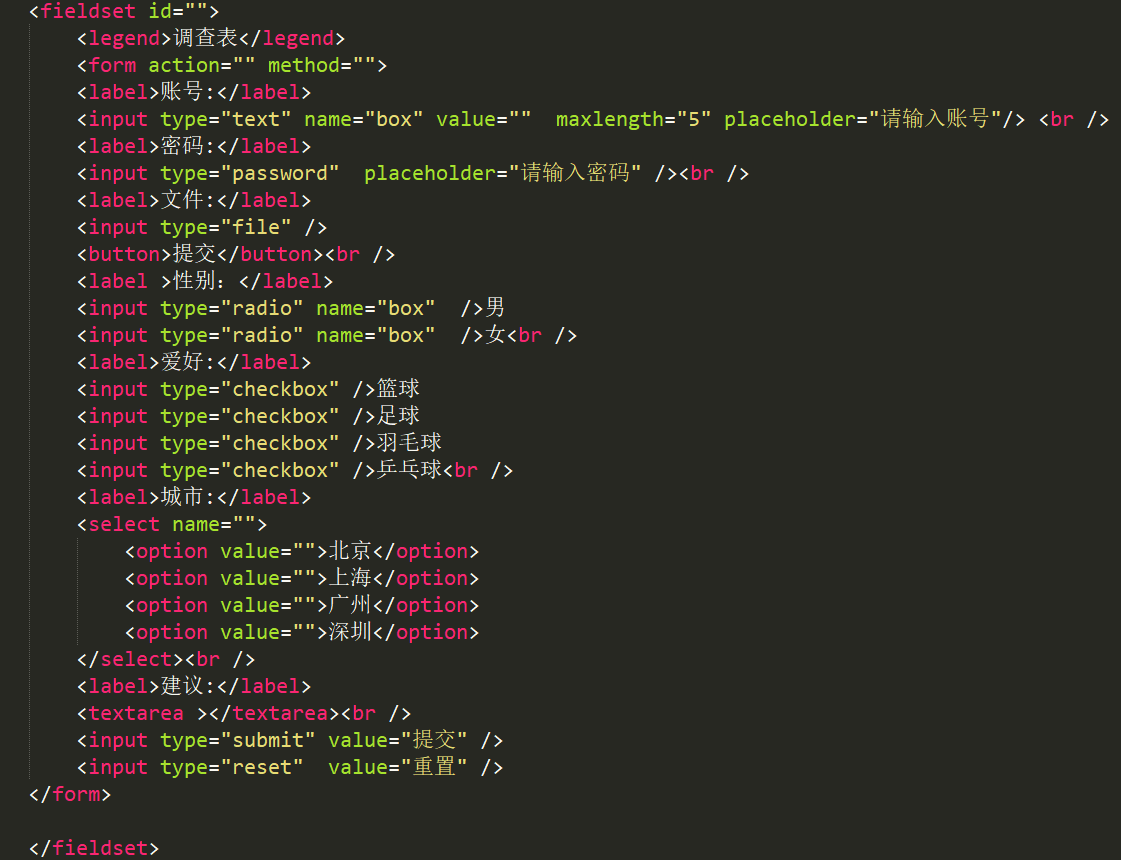 <fieldset id="">
<legend>调查表</legend>
<form action="" method="">
<label>账号:</label>
<input type="text" name="box" value=""  maxlength="5" placeholder="请输入账号"/> <br />
<label>密码:</label>
<input type="password"  placeholder="请输入密码" /><br />
<label>文件:</label>
<input type="file" />
<button>提交</button><br />
<label >性别：</label>
<input type="radio" name="box"  />男
<input type="radio" name="box"  />女<br />
<label>爱好:</label>
<input type="checkbox" />篮球
<input type="checkbox" />足球
<input type="checkbox" />羽毛球
<input type="checkbox" />乒乓球<br />
<label>城市:</label>
<select name="">
<option value="">北京</option>
<option value="">上海</option>
<option value="">广州</option>
<option value="">深圳</option>
</select><br />
<label>建议:</label>
<textarea ></textarea><br />
<input type="submit" value="提交" />
<input type="reset"  value="重置" />
</form>
</fieldset>